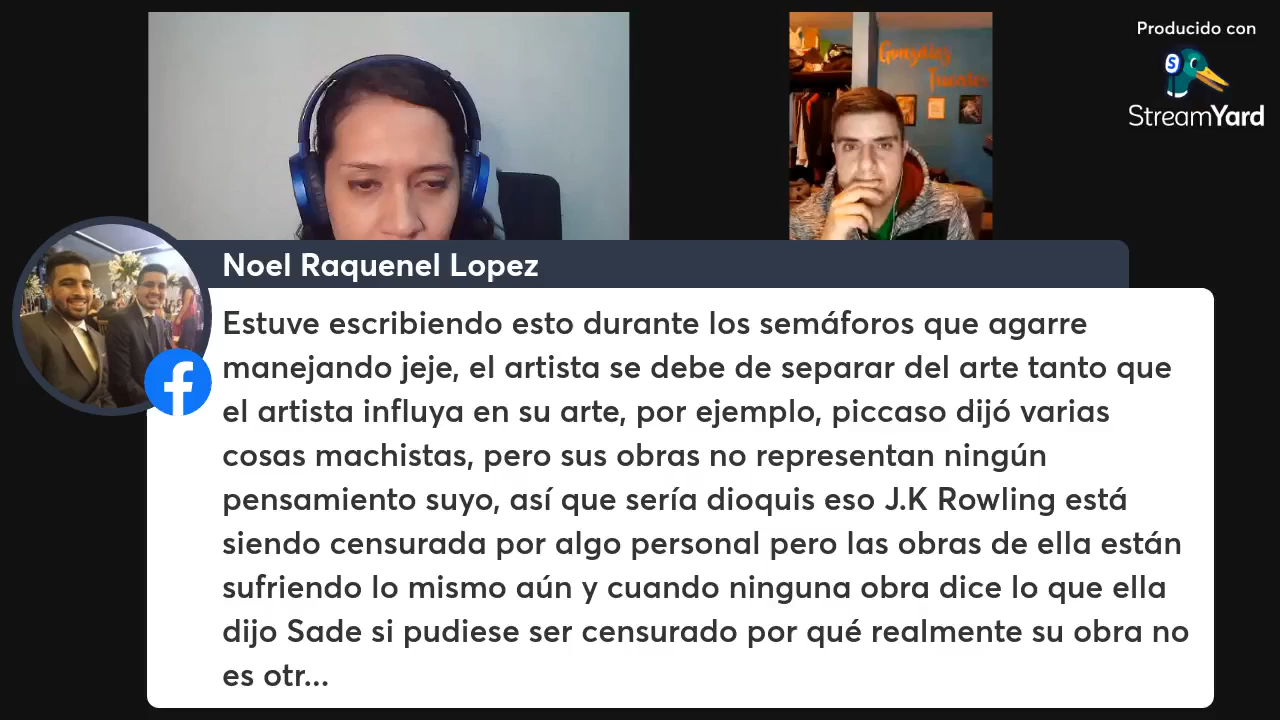 Producido con
StreamYard
González
Fuentes
Noel Raquenel Lopez
Estuve escribiendo esto durante los semáforos que agarre
manejando jeje, el artista se debe de separar del arte tanto que
el artista influya en su arte, por ejemplo, piccaso dijó varias
cosas machistas, pero sus obras no representan ningún
pensamiento suyo, así que sería dioquis eso J.K Rowling está
siendo censurada por algo personal pero las obras de ella están
sufriendo lo mismo aún y cuando ninguna obra dice lo que ella
dijo Sade si pudiese ser censurado por qué realmente su obra no
es otr...